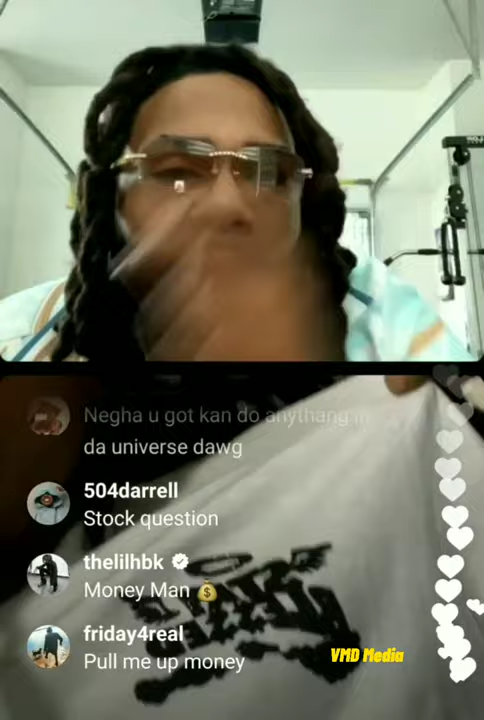 Negha u got kan do anythang
da universe dawg
504darrell
Stock question
thelilhbk
Money Man 💰
friday4real
Pull me up money
VMD Media